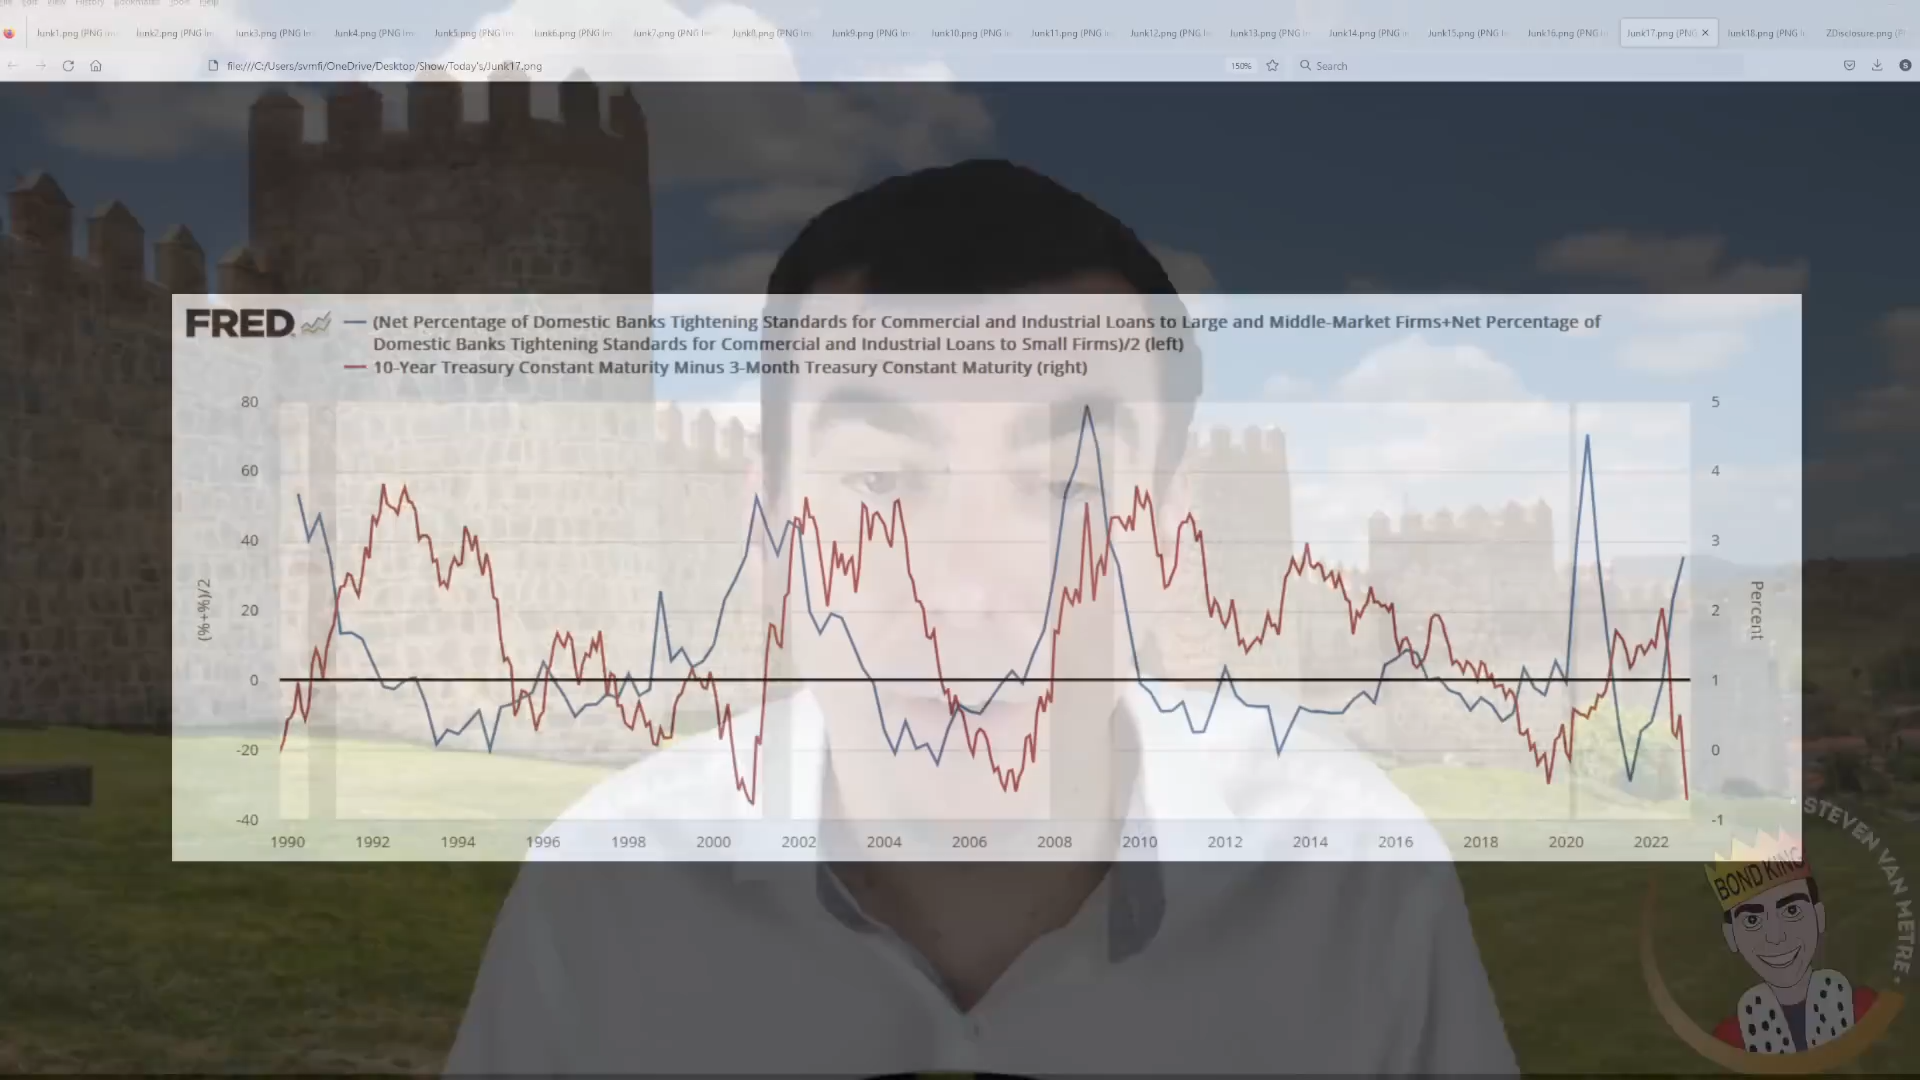 File Edit View History Bookmarks Tools Help
Junk1.png (PNG Im Junk2.png (PNG Im Junk3.png (PNG Im Junk4.png (PNG Im Junk5.png (PNG Im Junk6.png (PNG Im Junk7.png (PNG Im Junk8.png (PNG Im Junk9.png (PNG Im Junk10.png (PNG I Junk11.png (PNG I Junk12.png (PNG I Junk13.png (PNG I Junk14.png (PNG I Junk15.png (PNG I Junk16.png (PNG I Junk17.png (PNG Junk18.png (PNG I ZDisclosure.png (P
file:///C:/Users/svmfi/OneDrive/Desktop/Show/Today's/Junk17.png 150% Search S
FRED
(Net Percentage of Domestic Banks Tightening Standards for Commercial and Industrial Loans to Large and Middle-Market Firms+Net Percentage of
Domestic Banks Tightening Standards for Commercial and Industrial Loans to Small Firms)/2 (left)
10-Year Treasury Constant Maturity Minus 3-Month Treasury Constant Maturity (right)
80 5
60 4
40 3
20 2
0 1
-20 0
-40 -1
(%+%)/2
Percent
1990 1992 1994 1996 1998 2000 2002 2004 2006 2008 2010 2012 2014 2016 2018 2020 2022
STEVEN VAN METRE
BOND KING